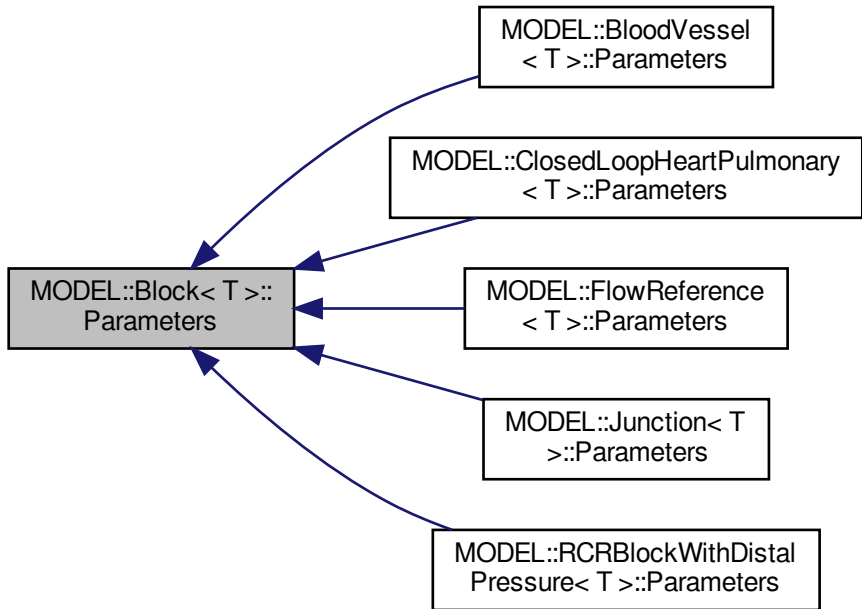 MODEL::BloodVessel
< T >::Parameters
MODEL::ClosedLoopHeartPulmonary
< T >::Parameters
MODEL::Block< T >::
Parameters
MODEL::FlowReference
< T >::Parameters
MODEL::Junction< T
>::Parameters
MODEL::RCRBlockWithDistal
Pressure< T >::Parameters